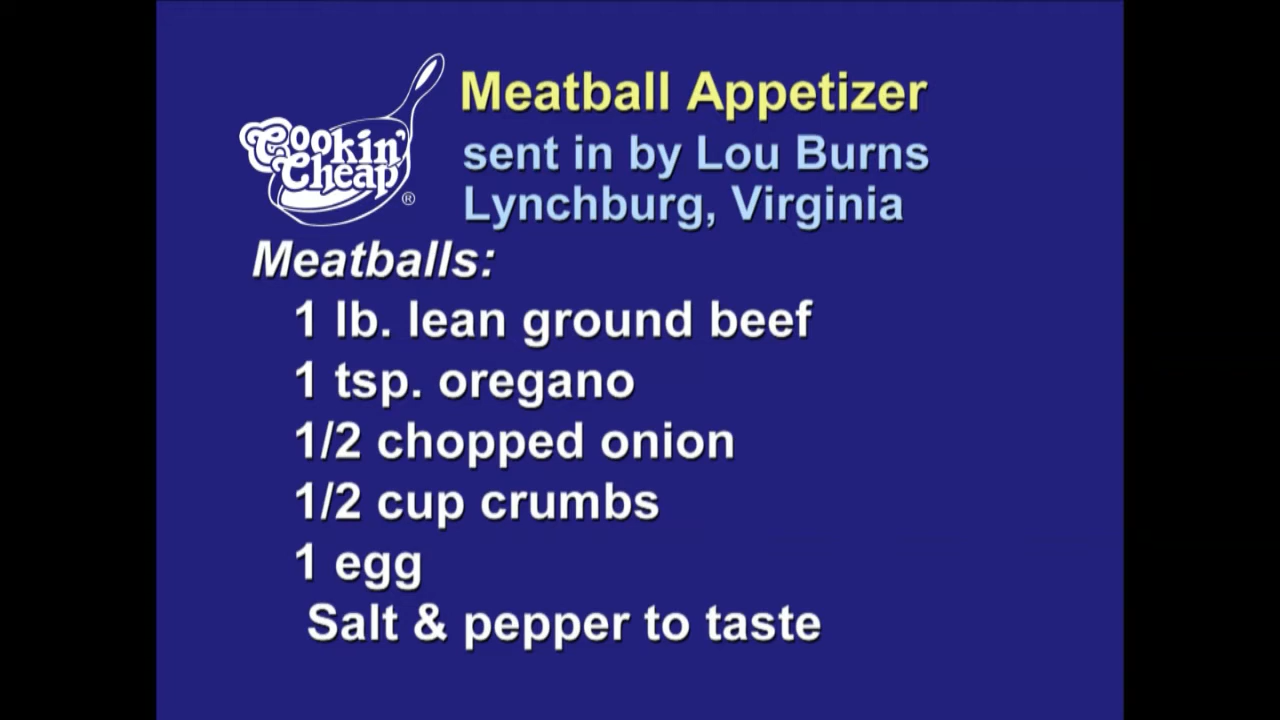 Cookin'
Cheap
®
Meatball Appetizer
sent in by Lou Burns
Lynchburg, Virginia
Meatballs:
1 lb. lean ground beef
1 tsp. oregano
1/2 chopped onion
1/2 cup crumbs
1 egg
Salt & pepper to taste